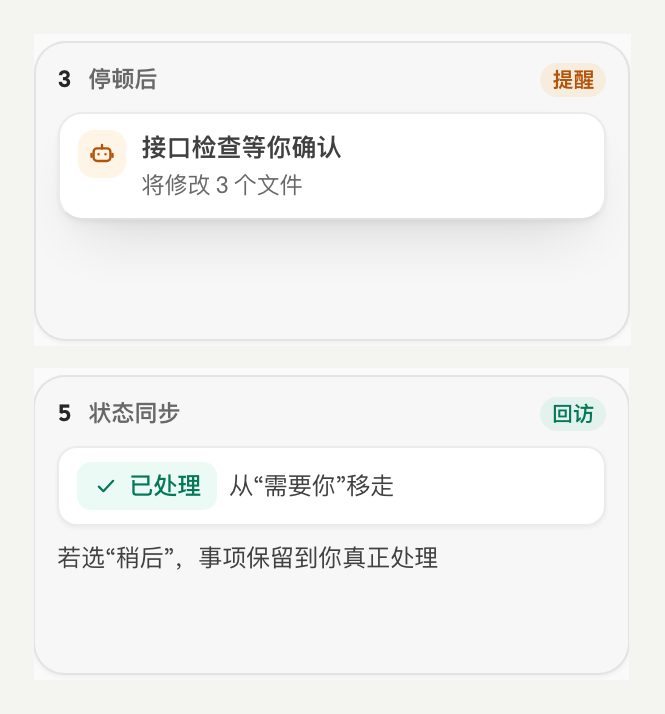 3 停顿后 提醒
接口检查等你确认
将修改 3 个文件
5 状态同步 回访
已处理 从“需要你”移走
若选“稍后”，事项保留到你真正处理